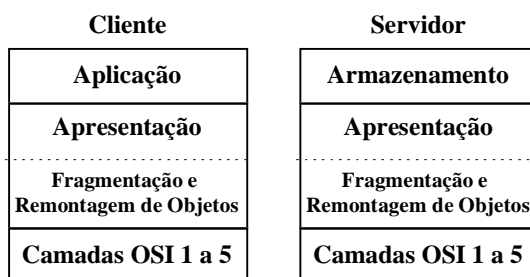 Cliente
Aplicação
Apresentação
Fragmentação e
Remontagem de Objetos
Camadas OSI 1 a 5
Servidor
Armazenamento
Apresentação
Fragmentação e
Remontagem de Objetos
Camadas OSI 1 a 5